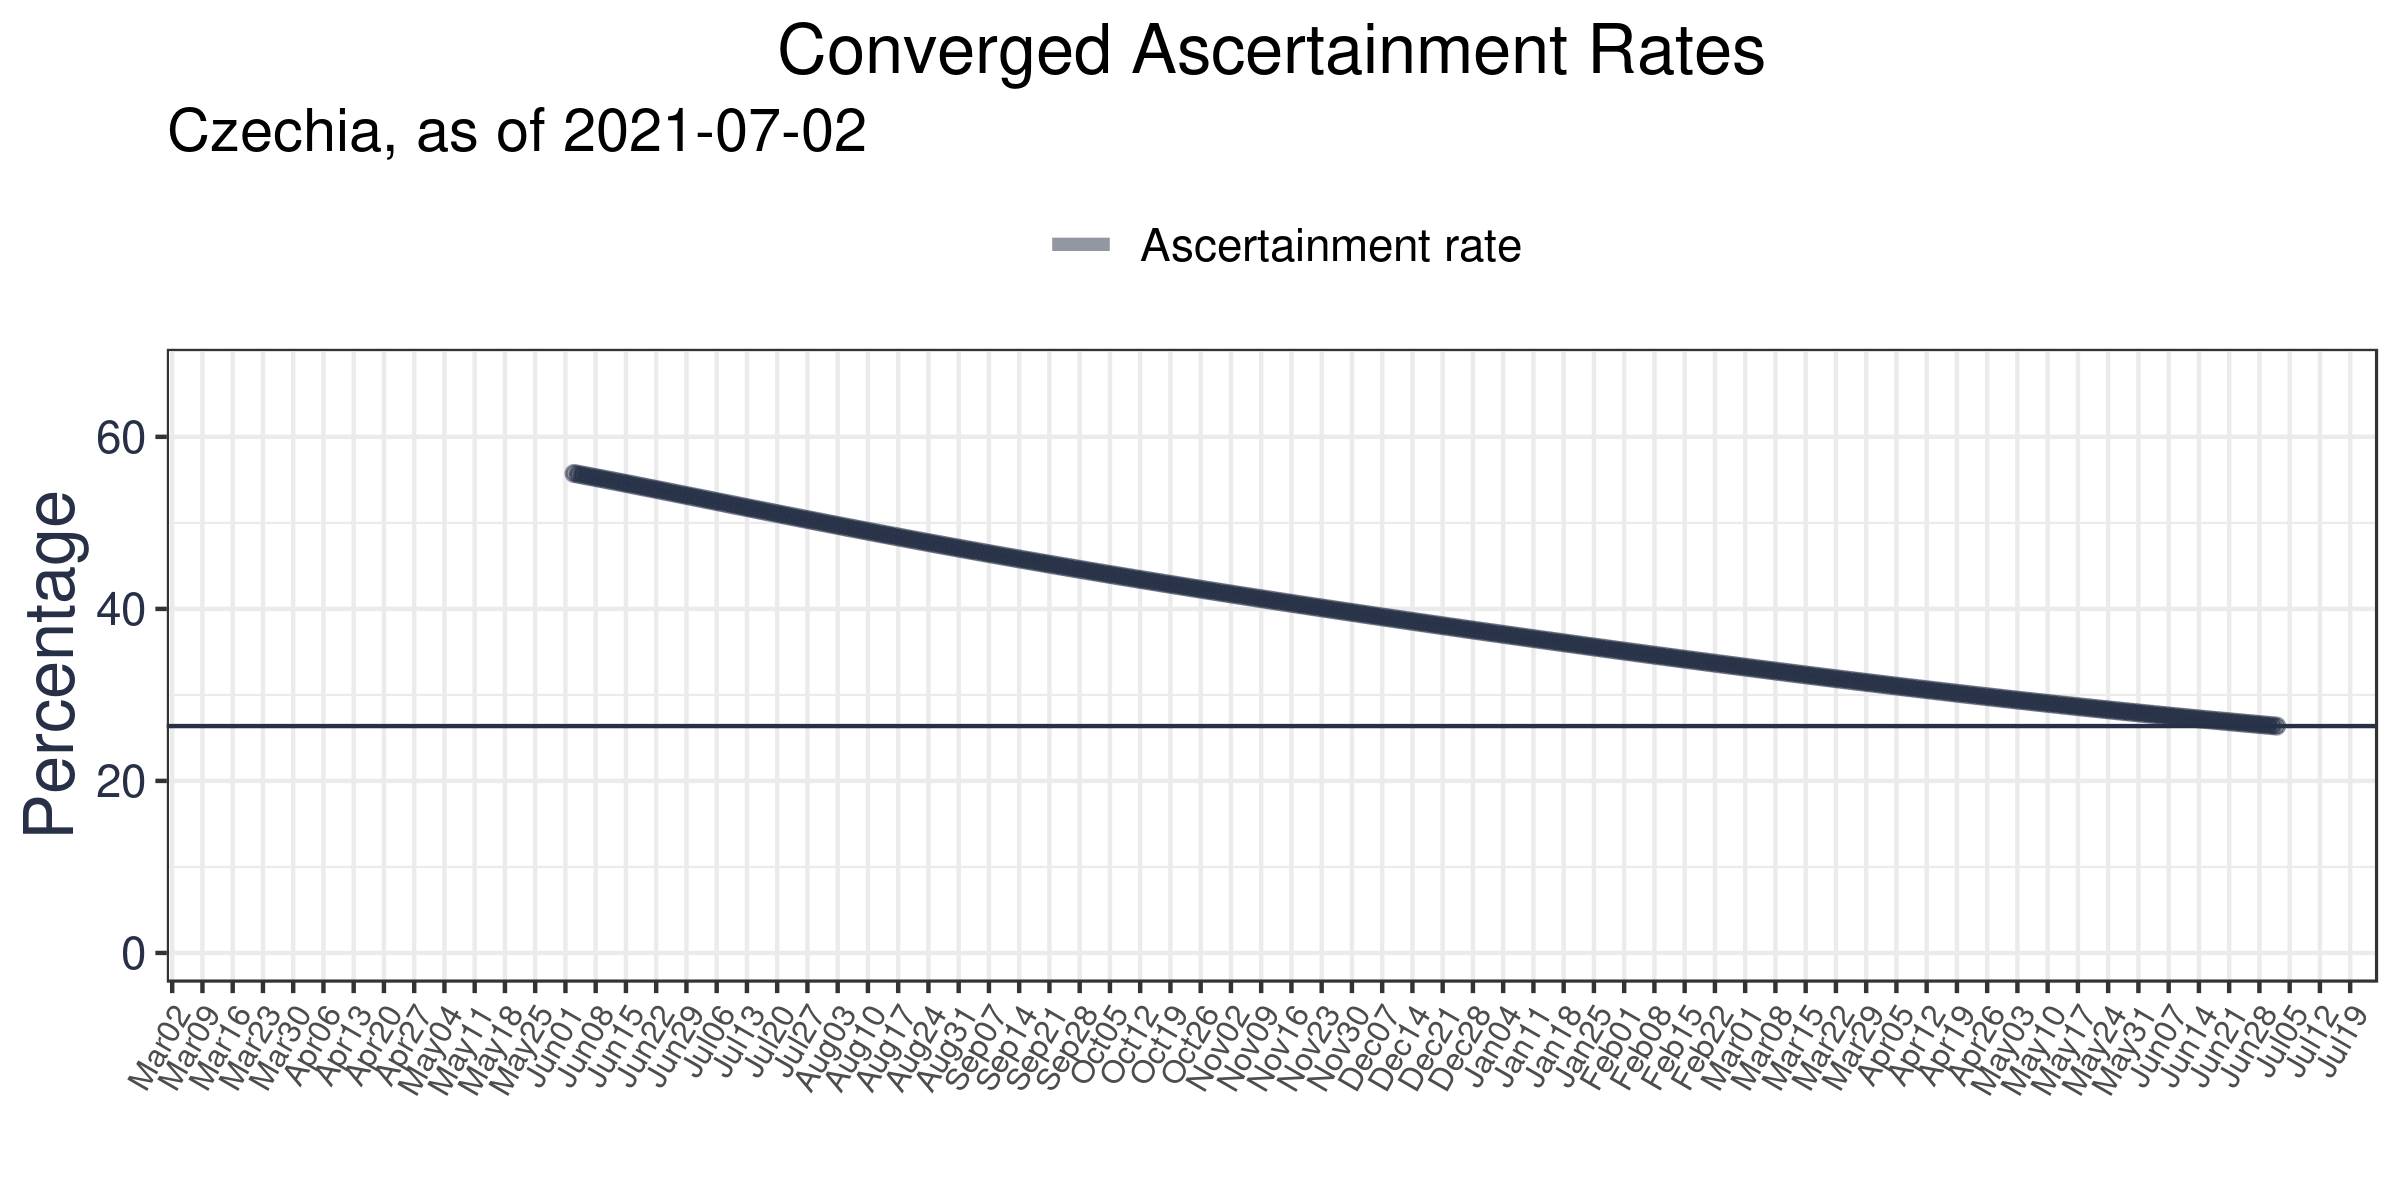 Converged Ascertainment Rates
Czechia, as of 2021-07-02
Ascertainment rate
Percentage
60
40
20
0
Mar02 Mar09 Mar16 Mar23 Mar30 Apr06 Apr13 Apr20 Apr27 May04 May11 May18 May25 Jun01 Jun08 Jun15 Jun22 Jun29 Jul06 Jul13 Jul20 Jul27 Aug03 Aug10 Aug17 Aug24 Aug31 Sep07 Sep14 Sep21 Sep28 Oct05 Oct12 Oct19 Oct26 Nov02 Nov09 Nov16 Nov23 Nov30 Dec07 Dec14 Dec21 Dec28 Jan04 Jan11 Jan18 Jan25 Feb01 Feb08 Feb15 Feb22 Mar01 Mar08 Mar15 Mar22 Mar29 Apr05 Apr12 Apr19 Apr26 May03 May10 May17 May24 May31 Jun07 Jun14 Jun21 Jun28 Jul05 Jul12 Jul19